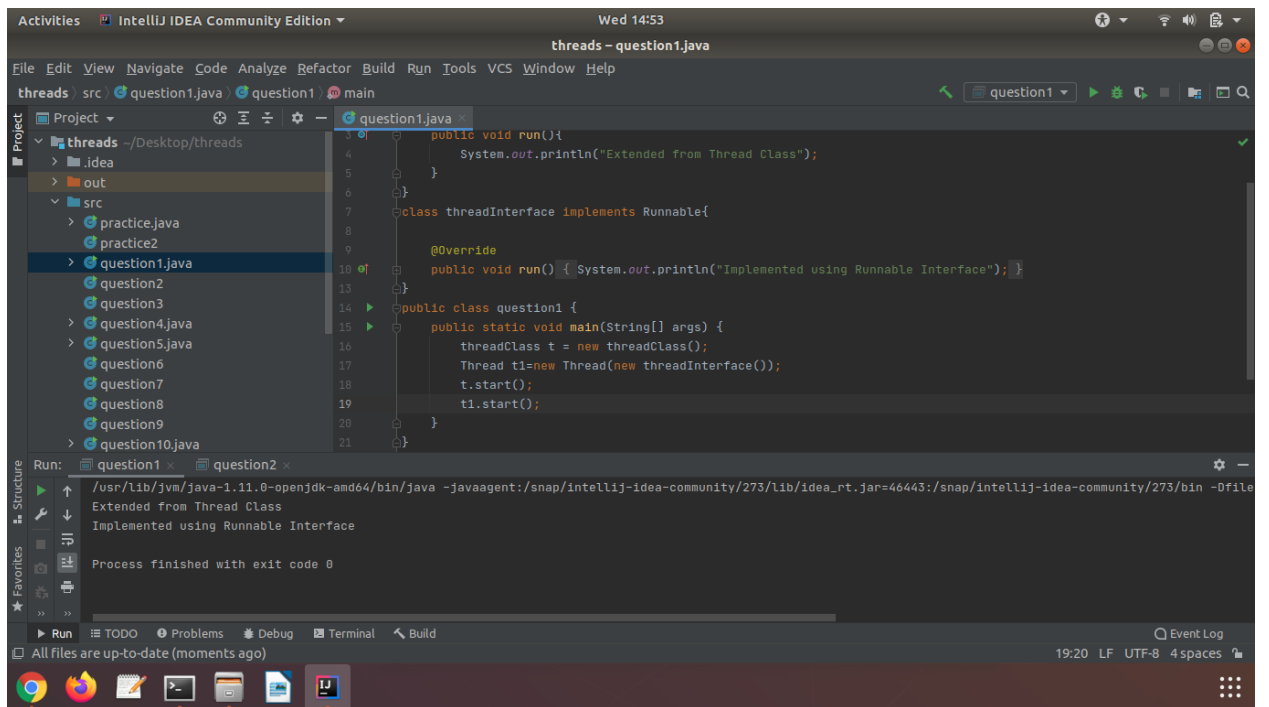 Activities IntelliJ IDEA Community Edition Wed 14:53
threads – question1.java
File Edit View Navigate Code Analyze Refactor Build Run Tools VCS Window Help
threads src question1.java question1 main question1
Project Project question1.java
threads ~/Desktop/threads
.idea
out
src
practice.java
practice2
question1.java
question2
question3
question4.java
question5.java
question6
question7
question8
question9
question10.java
3 public void run(){
4 System.out.println("Extended from Thread Class");
5 }
6 }
7 class threadInterface implements Runnable{
8
9 @Override
10 public void run() { System.out.println("Implemented using Runnable Interface"); }
13 }
14 public class question1 {
15 public static void main(String[] args) {
16 threadClass t = new threadClass();
17 Thread t1=new Thread(new threadInterface());
18 t.start();
19 t1.start();
20 }
21 }
Structure
Favorites
Run: question1 question2
/usr/lib/jvm/java-1.11.0-openjdk-amd64/bin/java -javaagent:/snap/intellij-idea-community/273/lib/idea_rt.jar=46443:/snap/intellij-idea-community/273/bin -Dfile
Extended from Thread Class
Implemented using Runnable Interface
Process finished with exit code 0
Run TODO Problems Debug Terminal Build Event Log
All files are up-to-date (moments ago) 19:20 LF UTF-8 4 spaces